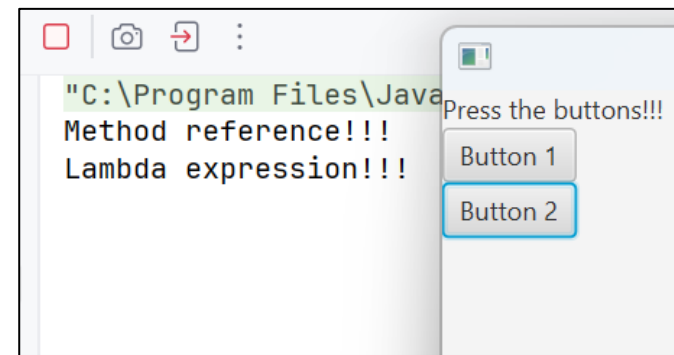 "C:\Program Files\Java
Method reference!!!
Lambda expression!!!
Press the buttons!!!
Button 1
Button 2